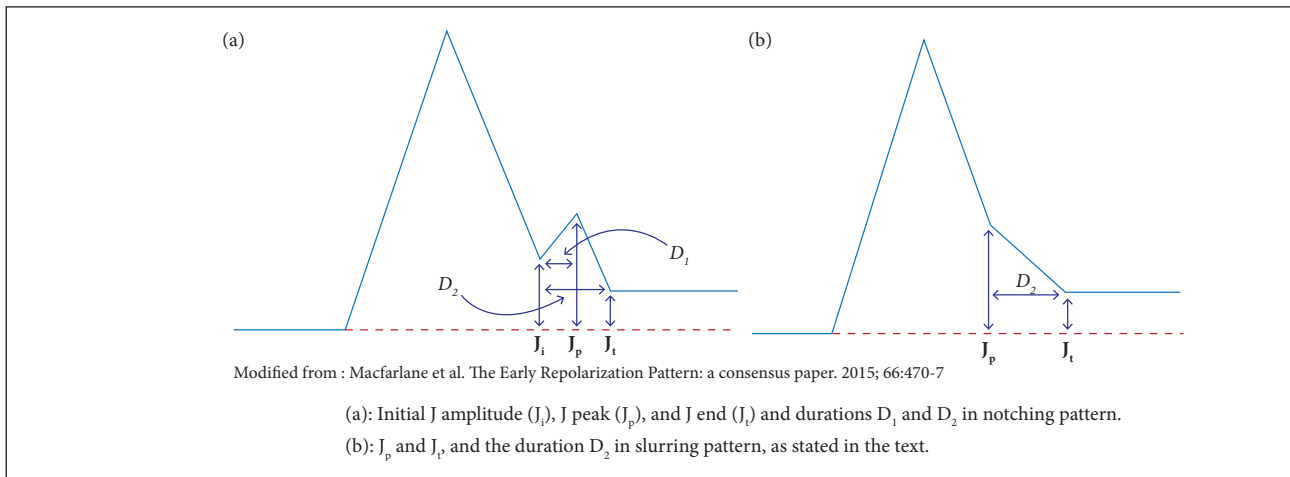 (a)
(b)
D₁
D₂
D₂
Jᵢ Jₚ Jₜ
Jₚ Jₜ
Modified from : Macfarlane et al. The Early Repolarization Pattern: a consensus paper. 2015; 66:470-7
(a): Initial J amplitude (Jᵢ), J peak (Jₚ), and J end (Jₜ) and durations D₁ and D₂ in notching pattern.
(b): Jₚ and Jₜ, and the duration D₂ in slurring pattern, as stated in the text.